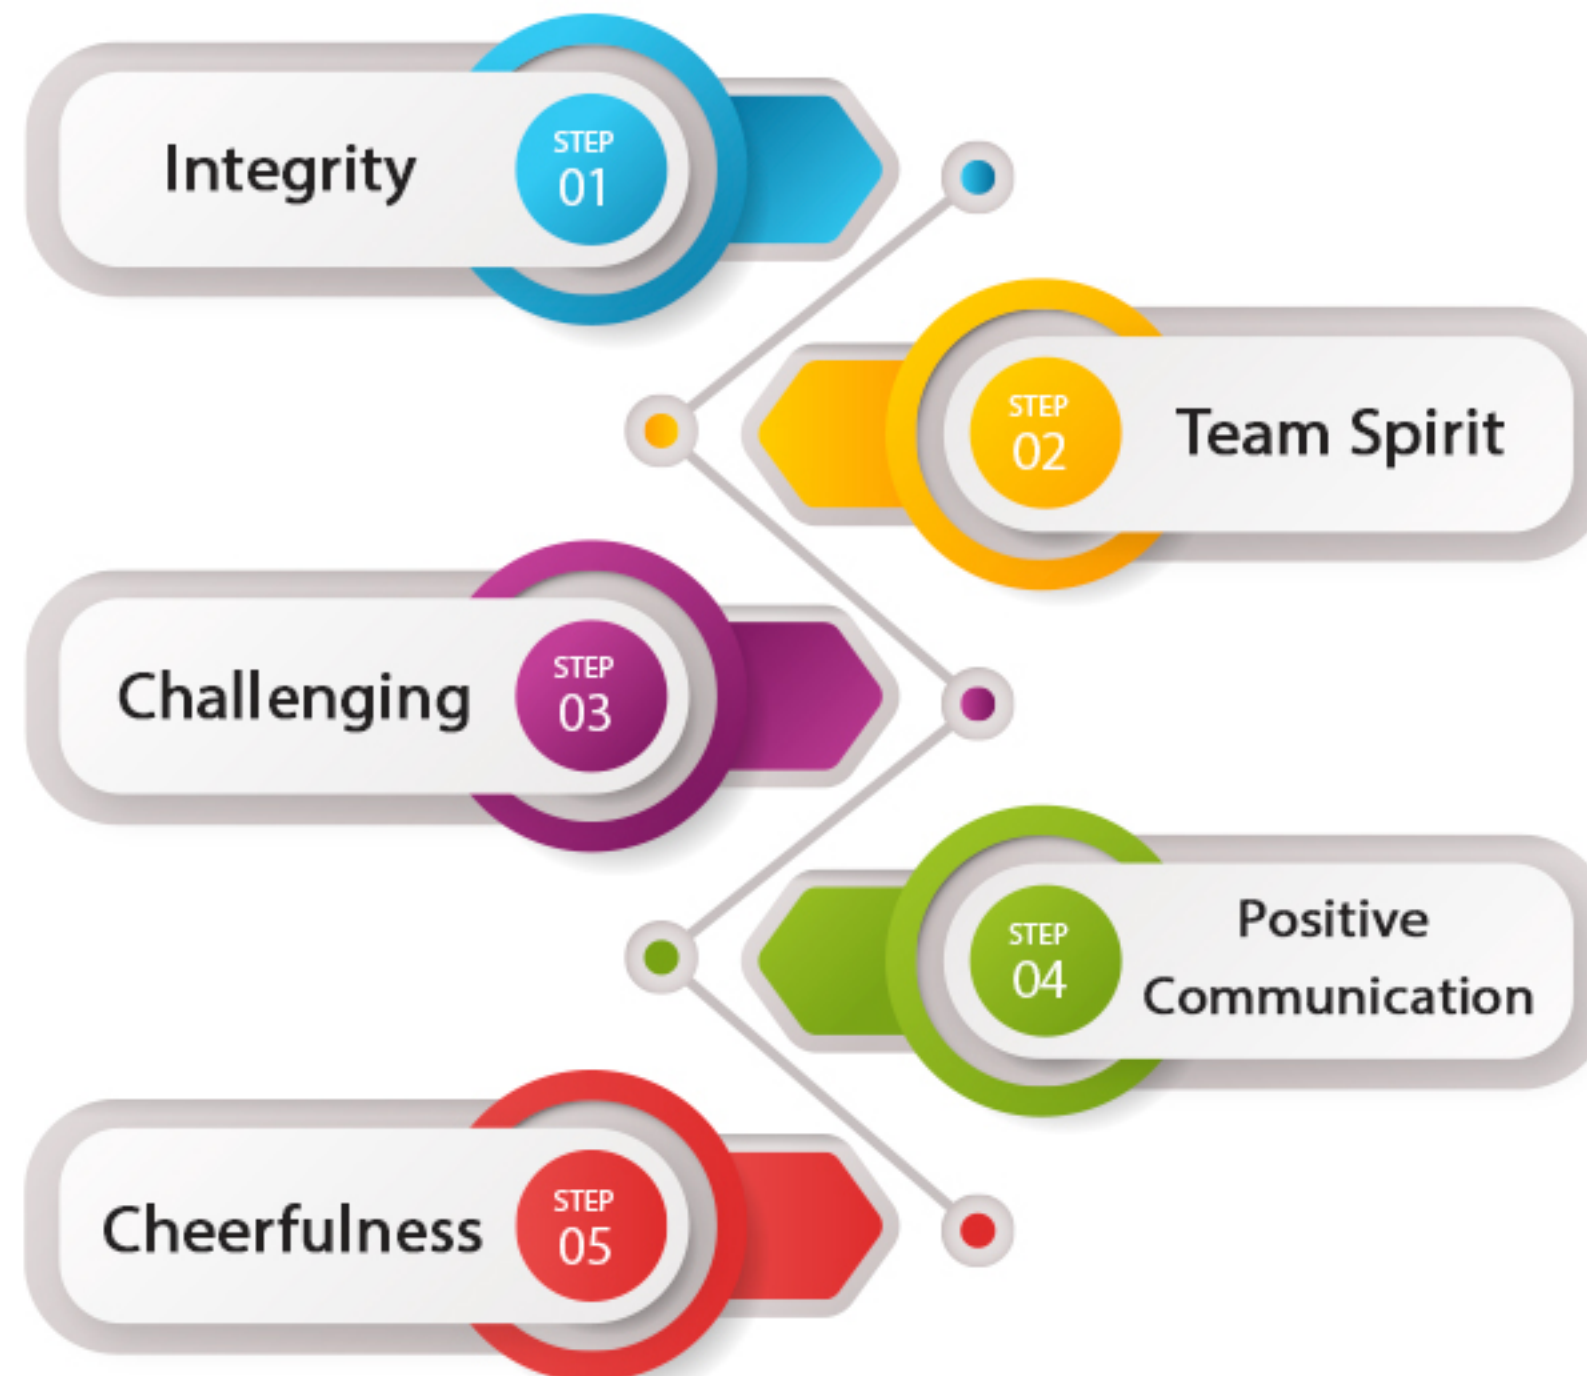 Integrity
STEP
01
STEP
02
Team Spirit
Challenging
STEP
03
STEP
04
Positive
Communication
Cheerfulness
STEP
05